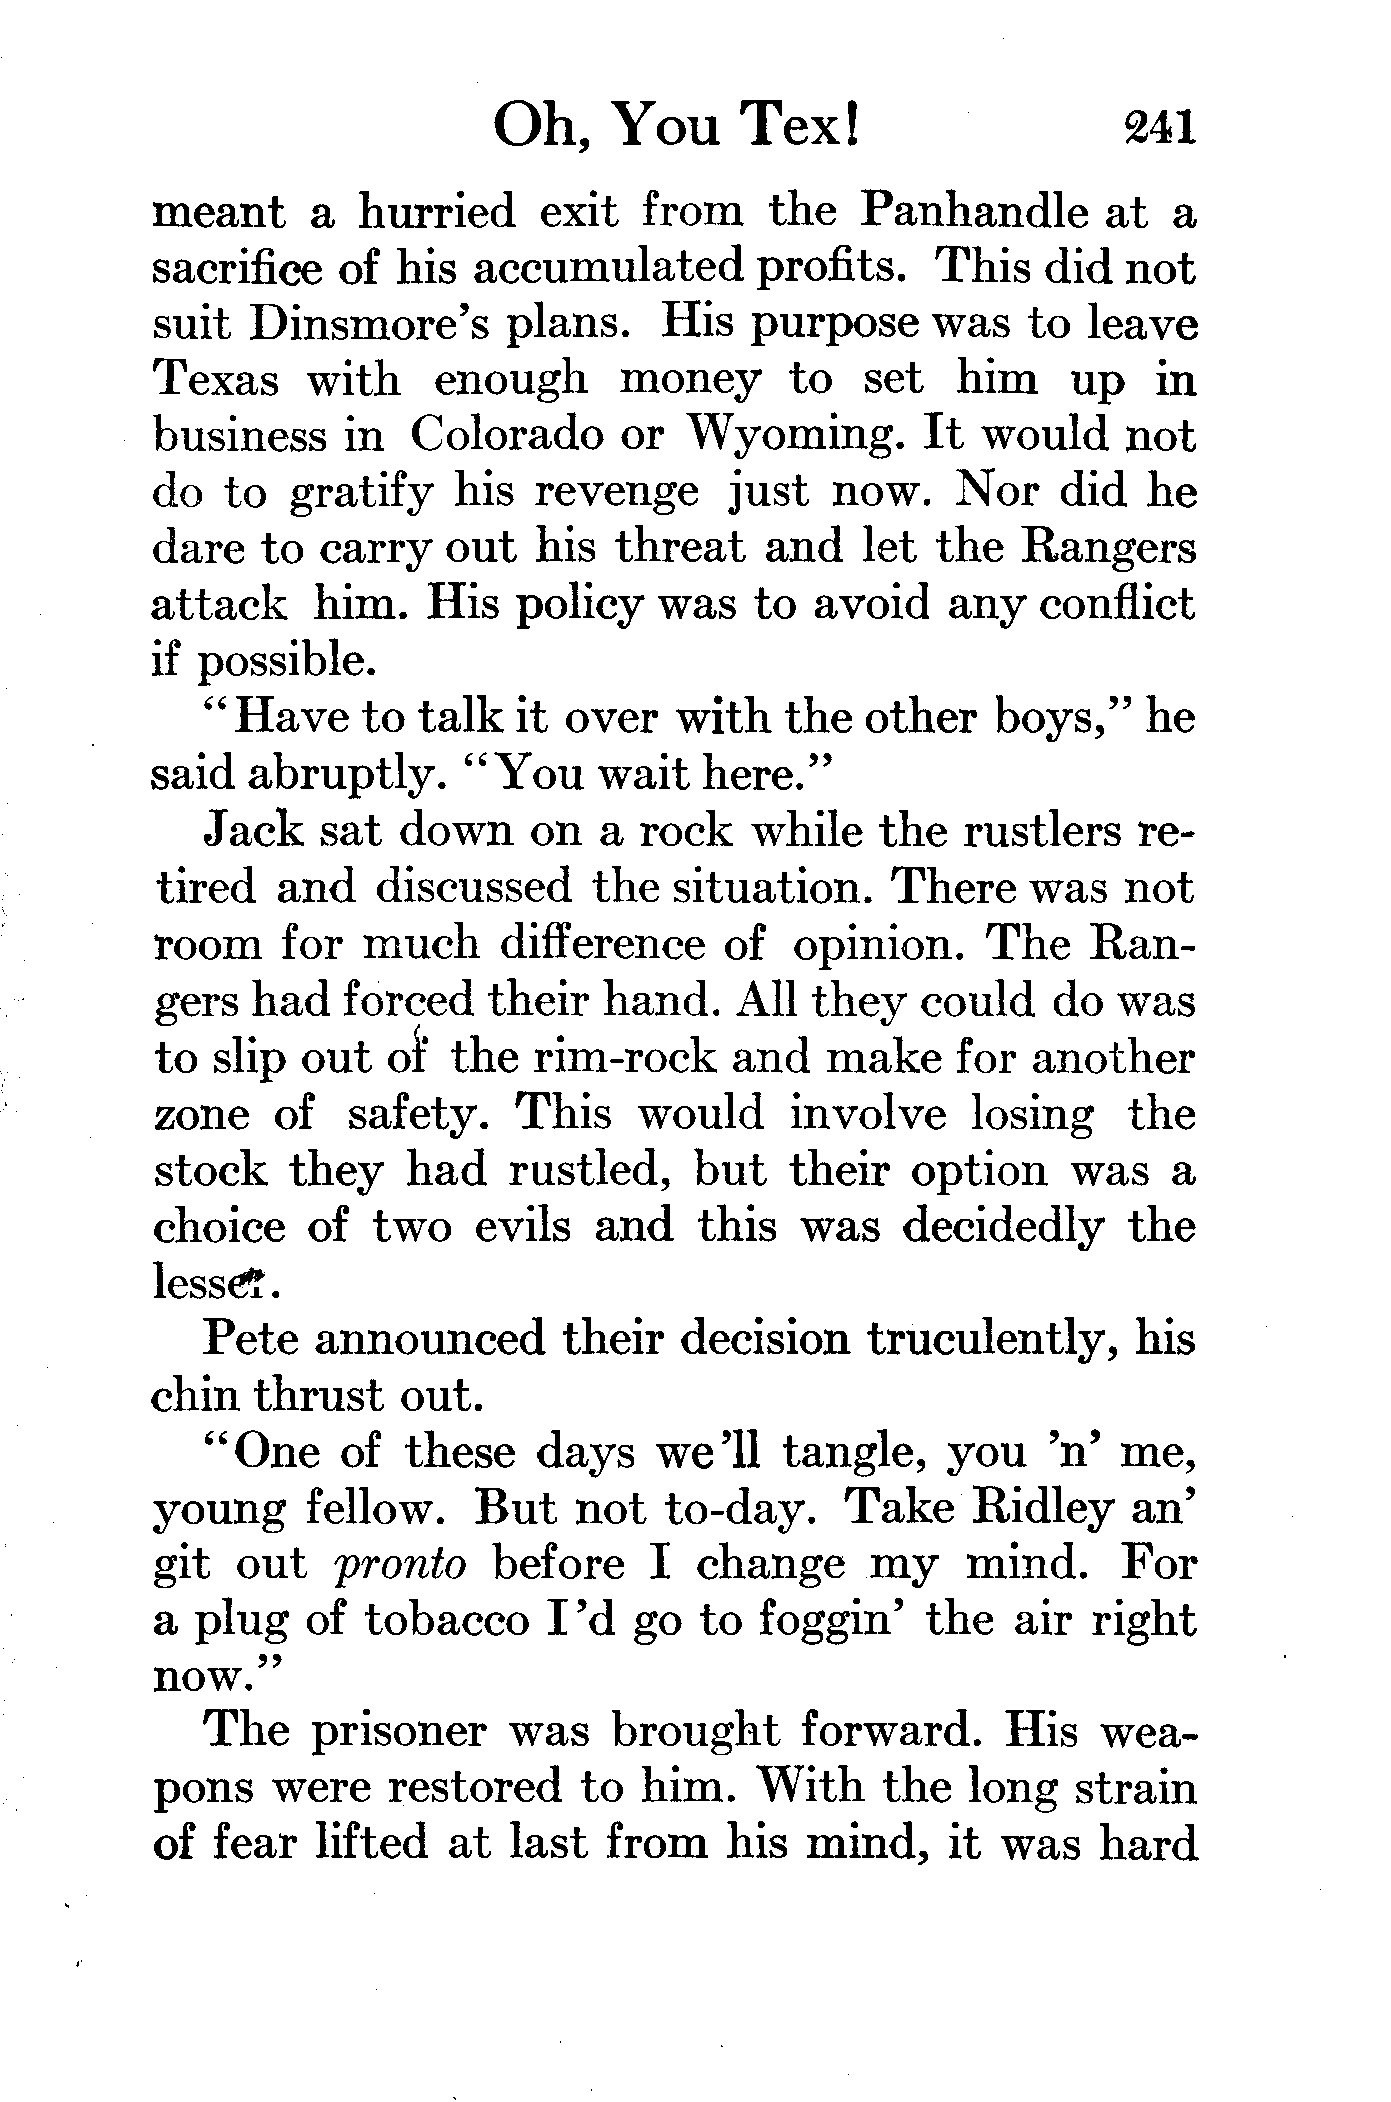 Oh, You Tex! 241
meant a hurried exit from the Panhandle at a
sacrifice of his accumulated profits. This did not
suit Dinsmore's plans. His purpose was to leave
Texas with enough money to set him up in
business in Colorado or Wyoming. It would not
do to gratify his revenge just now. Nor did he
dare to carry out his threat and let the Rangers
attack him. His policy was to avoid any conflict
if possible.
“Have to talk it over with the other boys,” he
said abruptly. “You wait here.”
Jack sat down on a rock while the rustlers re-
tired and discussed the situation. There was not
room for much difference of opinion. The Ran-
gers had forced their hand. All they could do was
to slip out of the rim-rock and make for another
zone of safety. This would involve losing the
stock they had rustled, but their option was a
choice of two evils and this was decidedly the
lesser.
Pete announced their decision truculently, his
chin thrust out.
“One of these days we'll tangle, you 'n' me,
young fellow. But not to-day. Take Ridley an'
git out pronto before I change my mind. For
a plug of tobacco I'd go to foggin' the air right
now.”
The prisoner was brought forward. His wea-
pons were restored to him. With the long strain
of fear lifted at last from his mind, it was hard